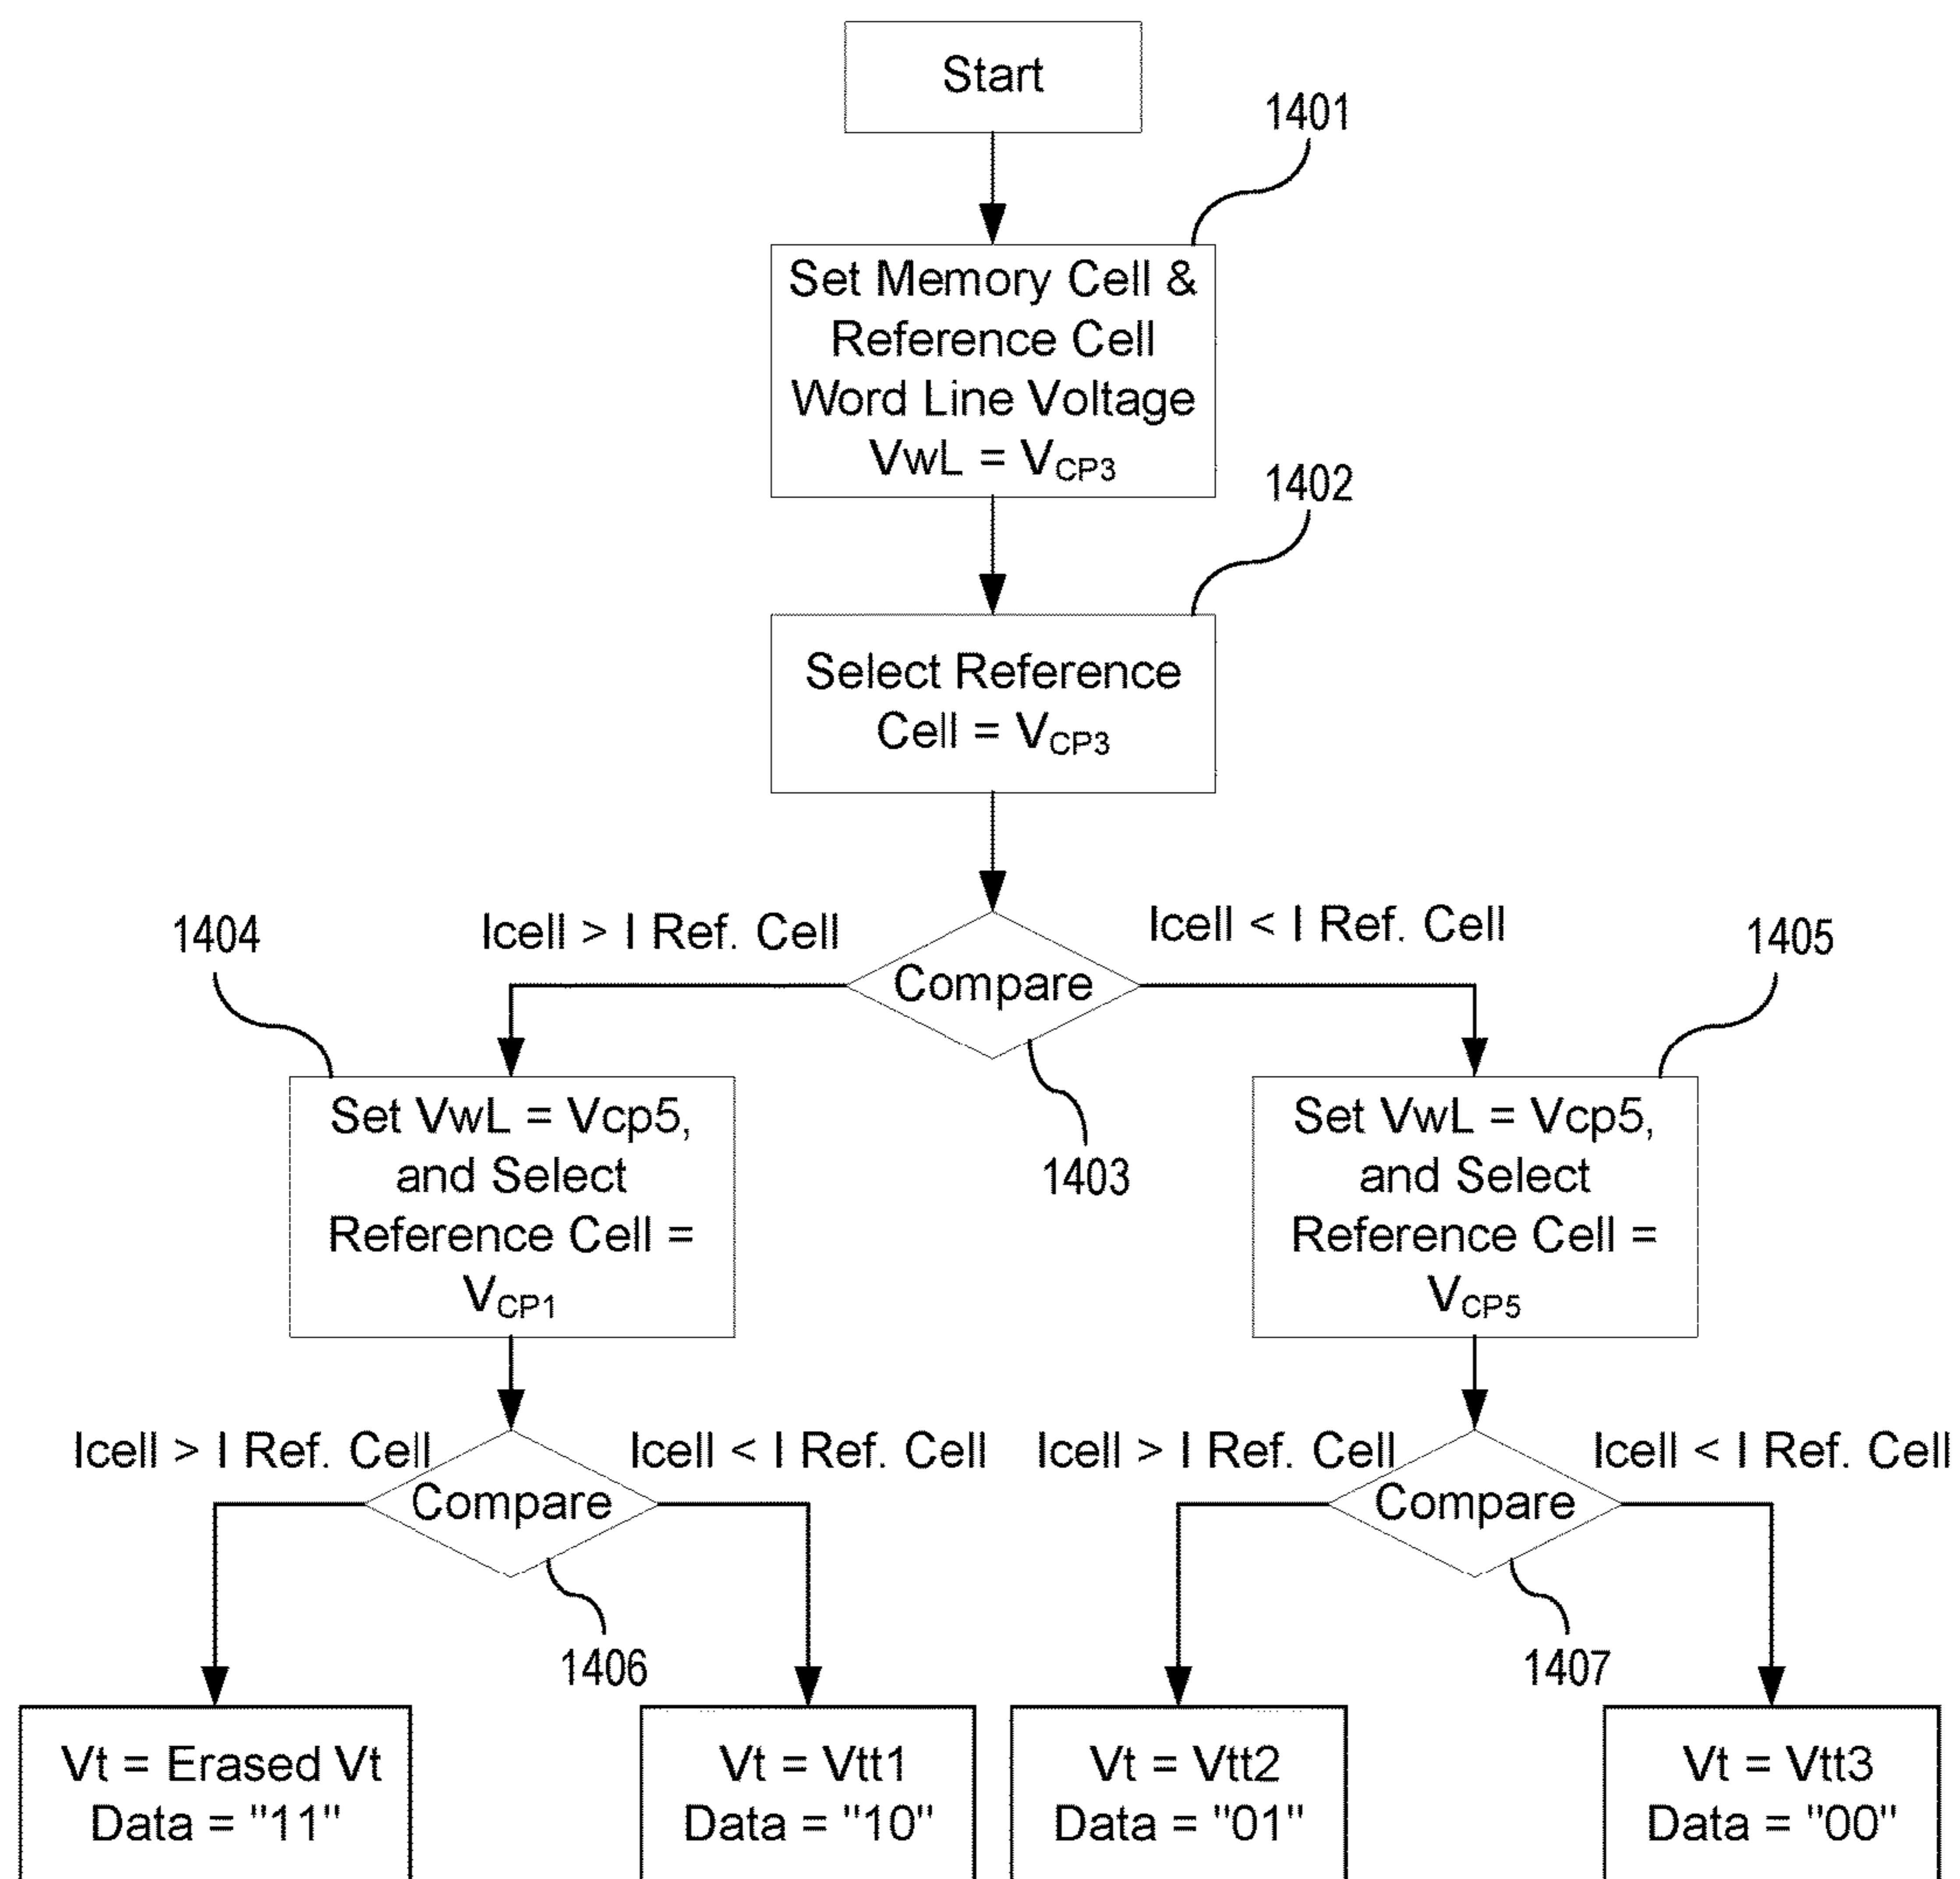 Start
1401
Set Memory Cell &
Reference Cell
Word Line Voltage
VwL = VCP3
1402
Select Reference
Cell = VCP3
Icell > I Ref. Cell
Icell < I Ref. Cell
1404
1405
Compare
1403
Set VwL = Vcp5,
and Select
Reference Cell =
VCP1
Set VwL = Vcp5,
and Select
Reference Cell =
VCP5
Icell > I Ref. Cell
Icell < I Ref. Cell
Icell > I Ref. Cell
Icell < I Ref. Cell
Compare
Compare
1406
1407
Vt = Erased Vt
Data = "11"
Vt = Vtt1
Data = "10"
Vt = Vtt2
Data = "01"
Vt = Vtt3
Data = "00"